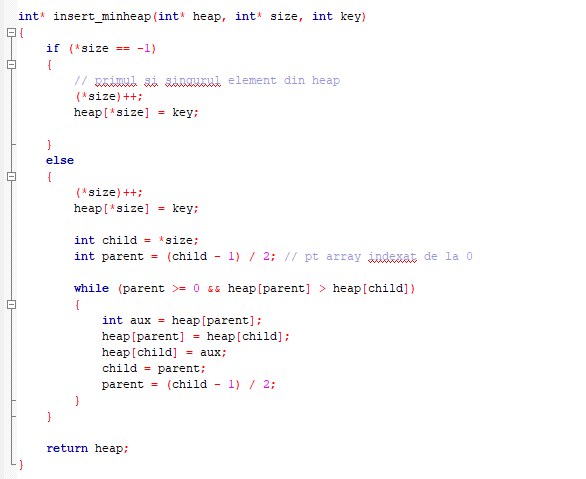 int* insert_minheap(int* heap, int* size, int key)
{
    if (*size == -1)
    {
        // primul si singurul element din heap
        (*size)++;
        heap[*size] = key;

    }
    else
    {
        (*size)++;
        heap[*size] = key;

        int child = *size;
        int parent = (child - 1) / 2; // pt array indexat de la 0

        while (parent >= 0 && heap[parent] > heap[child])
        {
            int aux = heap[parent];
            heap[parent] = heap[child];
            heap[child] = aux;
            child = parent;
            parent = (child - 1) / 2;
        }
    }

    return heap;
}